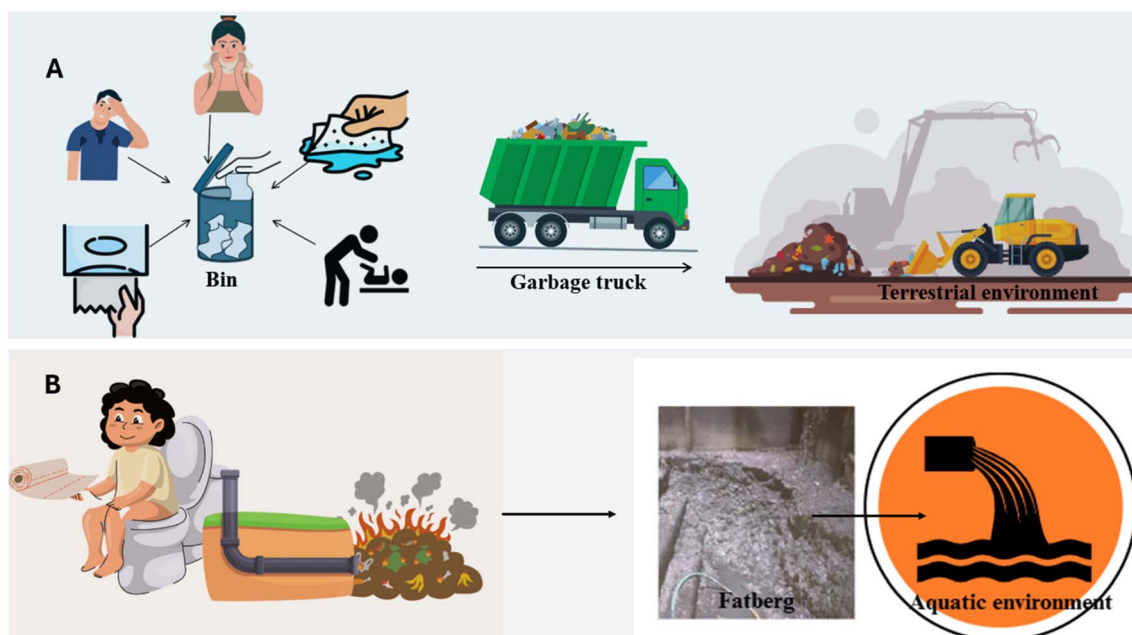 A
Bin
Garbage truck
Terrestrial environment
B
Fatberg
Aquatic environment